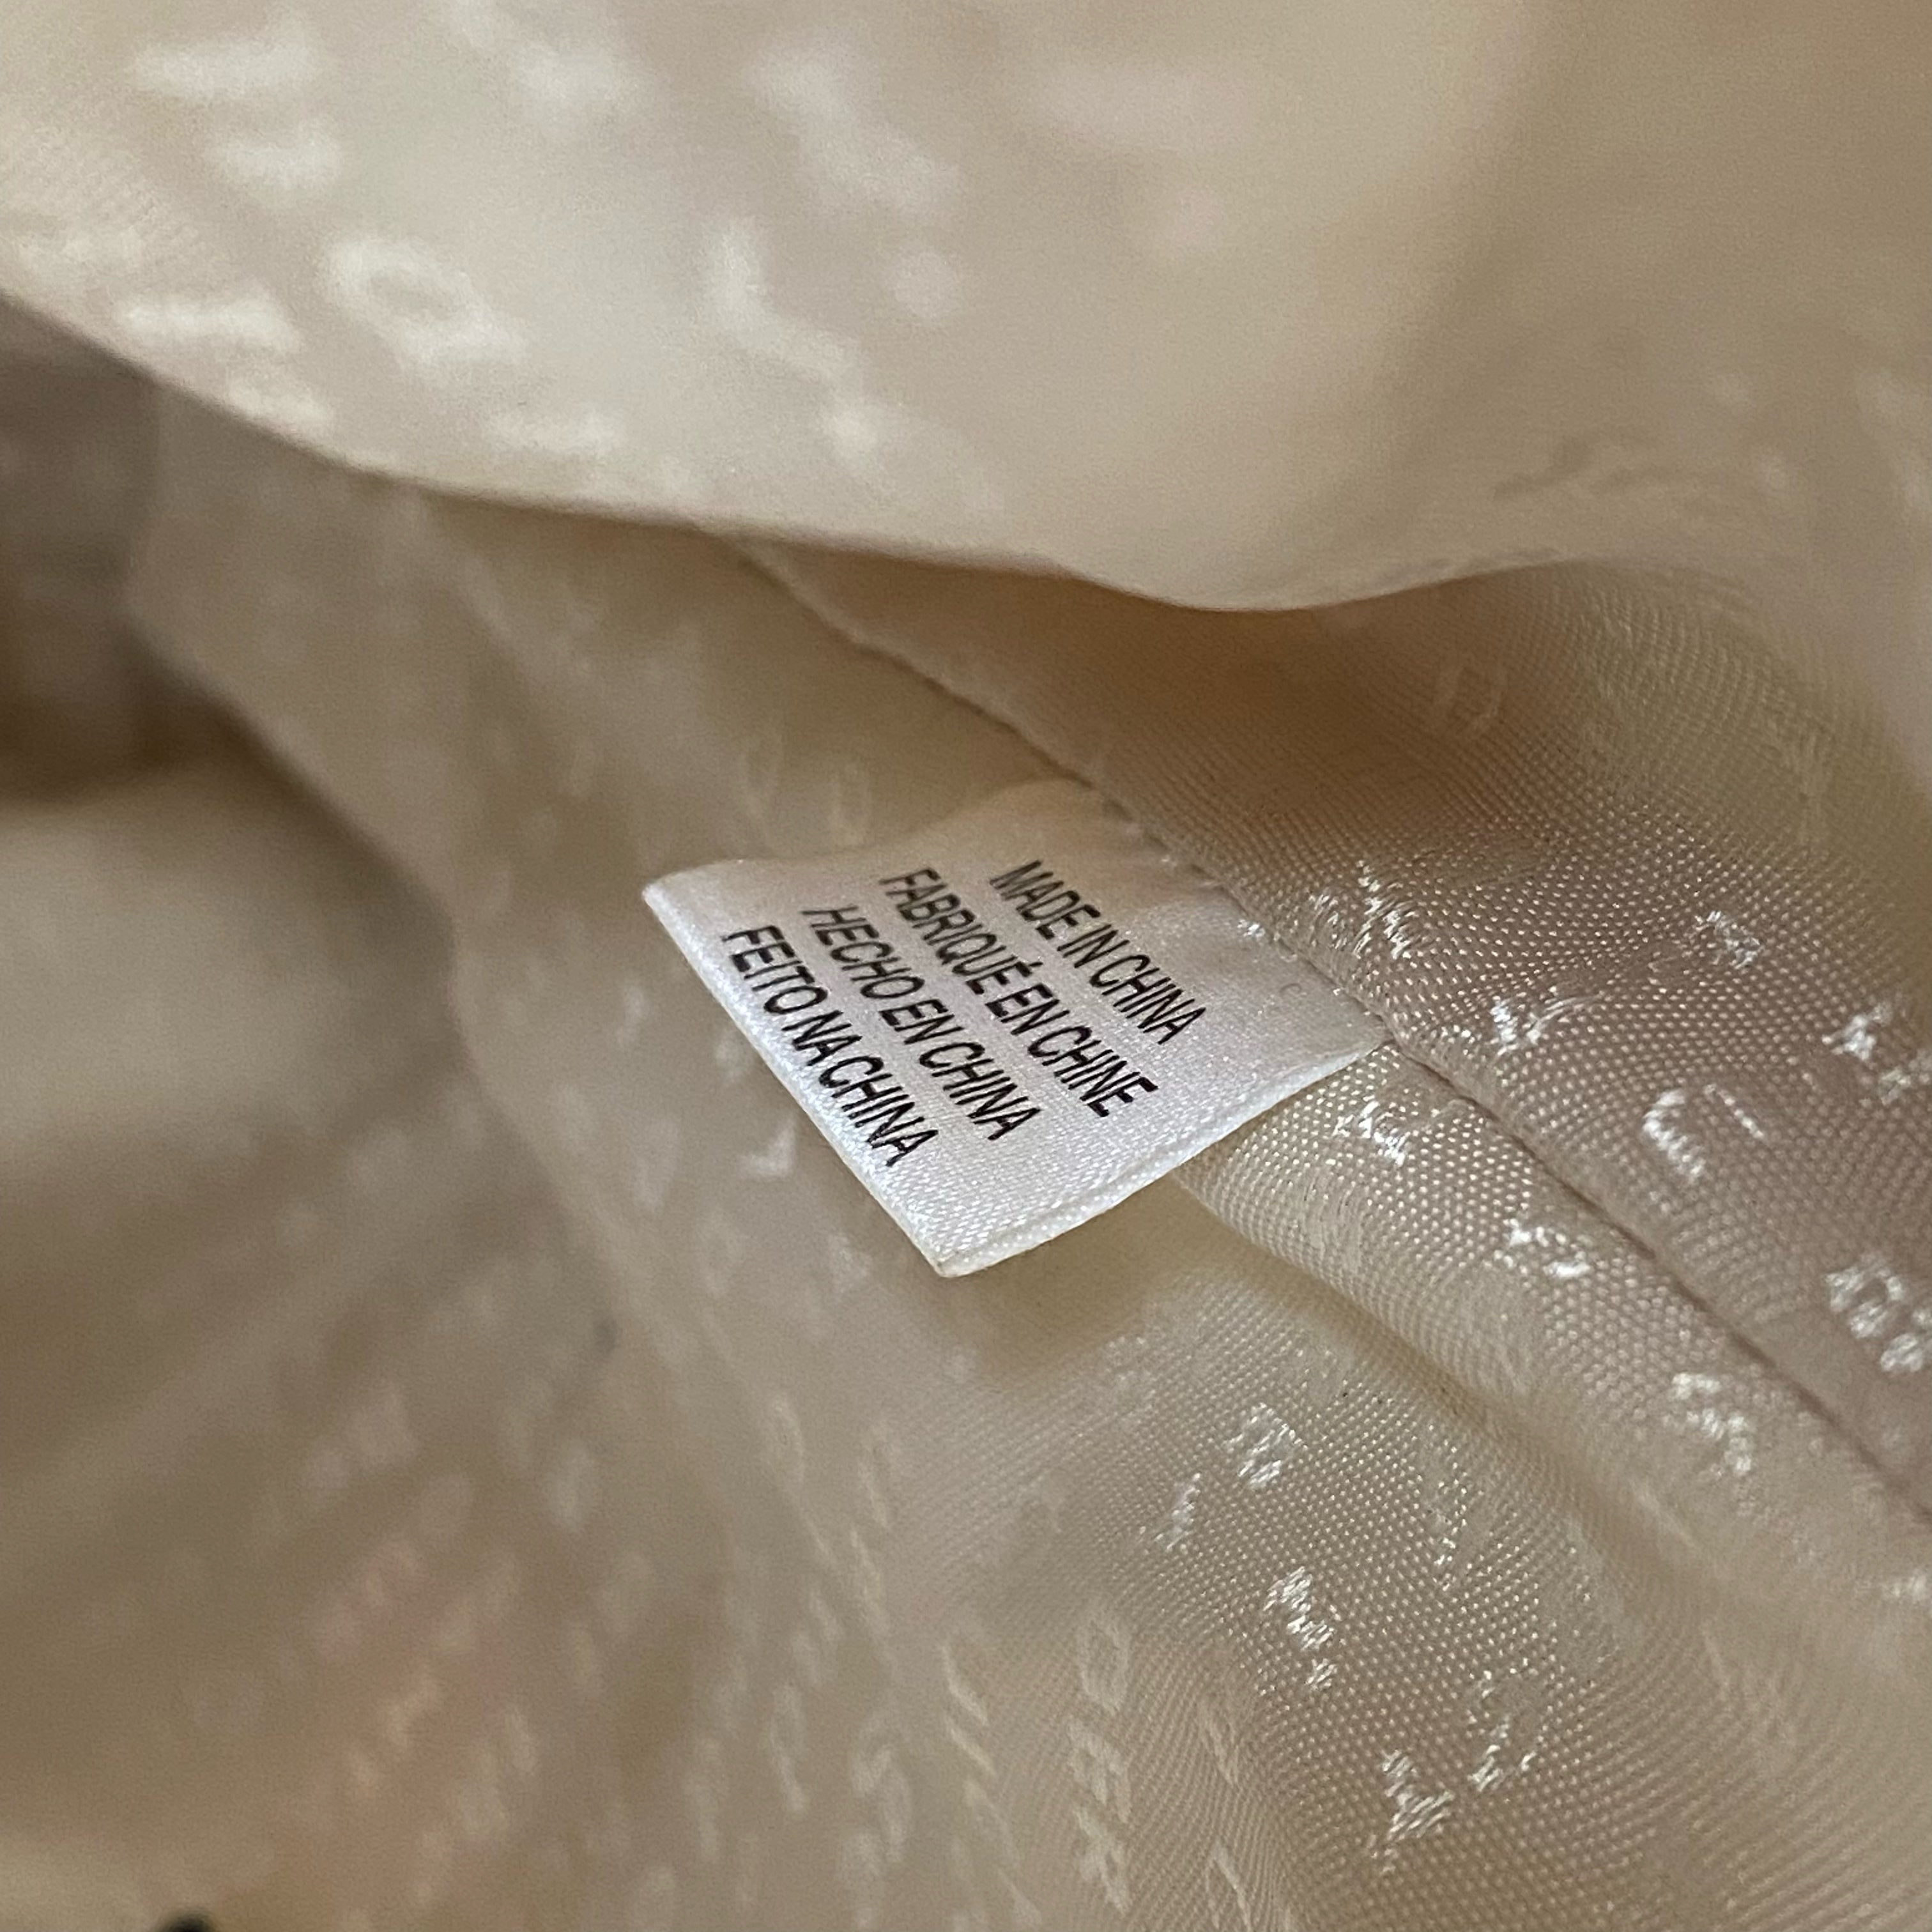 MADE IN CHINA
FABRIQUÉ EN CHINE
HECHO EN CHINA
FEITO NA CHINA